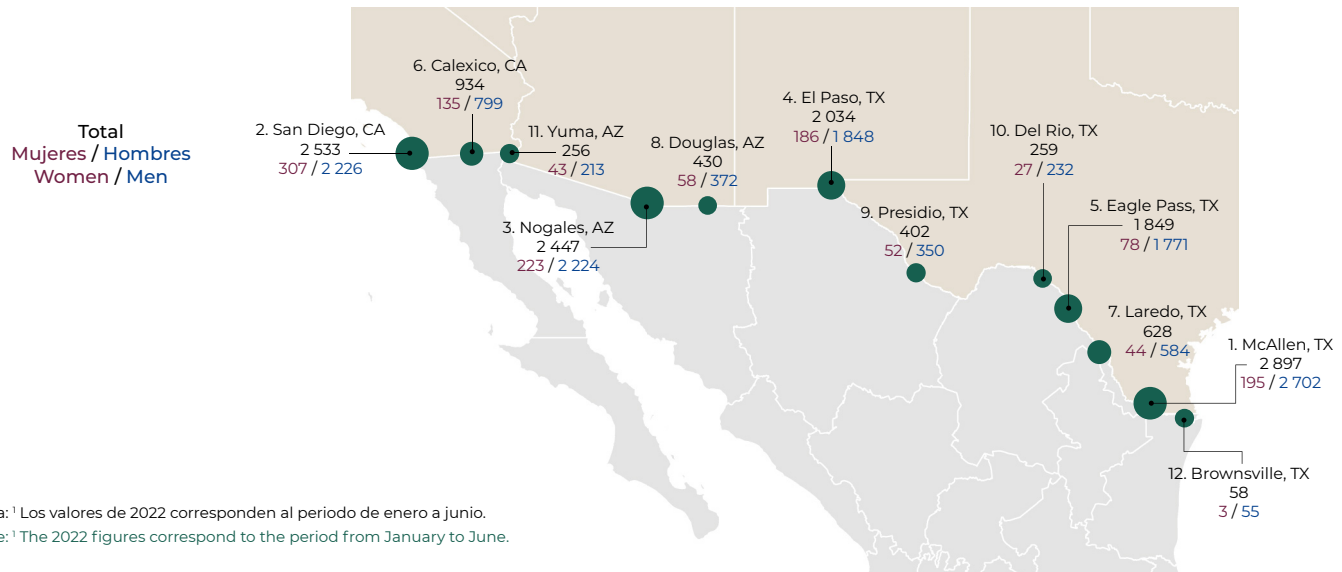 Total
Mujeres / Hombres
Women / Men
2. San Diego, CA
2 533
307 / 2 226
6. Calexico, CA
934
135 / 799
11. Yuma, AZ
256
43 / 213
3. Nogales, AZ
2 447
223 / 2 224
8. Douglas, AZ
430
58 / 372
4. El Paso, TX
2 034
186 / 1 848
9. Presidio, TX
402
52 / 350
10. Del Rio, TX
259
27 / 232
5. Eagle Pass, TX
1 849
78 / 1 771
7. Laredo, TX
628
44 / 584
1. McAllen, TX
2 897
195 / 2 702
12. Brownsville, TX
58
3 / 55
a: ¹ Los valores de 2022 corresponden al periodo de enero a junio.
e: ¹ The 2022 figures correspond to the period from January to June.